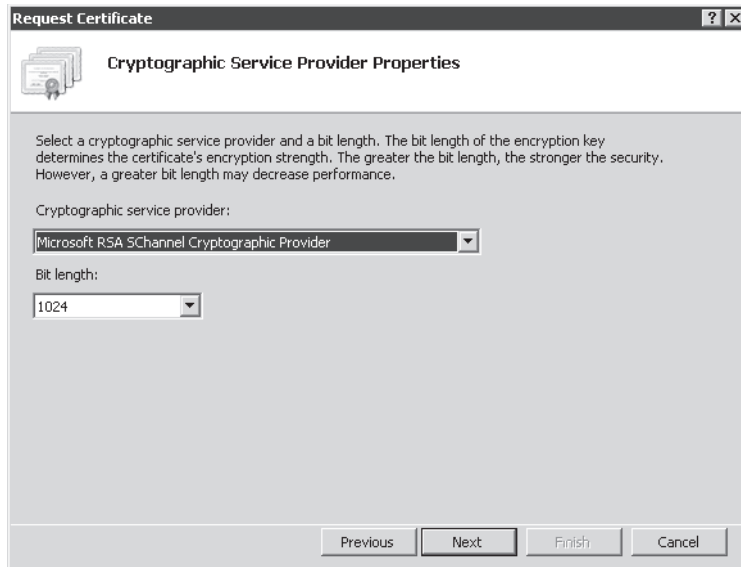 Request Certificate
Cryptographic Service Provider Properties
Select a cryptographic service provider and a bit length. The bit length of the encryption key
determines the certificate's encryption strength. The greater the bit length, the stronger the security.
However, a greater bit length may decrease performance.
Cryptographic service provider:
Microsoft RSA SChannel Cryptographic Provider
Bit length:
1024
Previous Next Finish Cancel